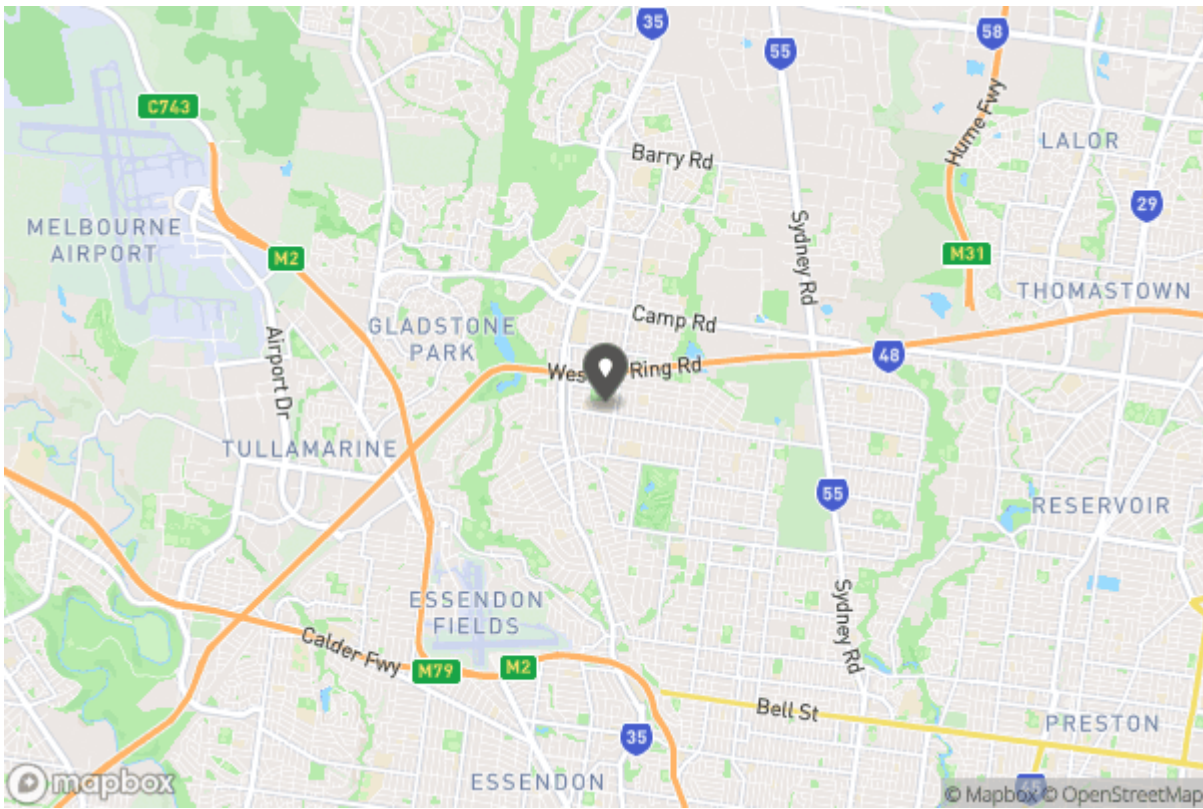 35
55
58
C743
Hume Fwy
LALOR
Barry Rd
29
MELBOURNE
AIRPORT
Sydney Rd
M2
M31
THOMASTOWN
Camp Rd
GLADSTONE
PARK
Airport Dr
48
Wes
Ring Rd
TULLAMARINE
55
RESERVOIR
ESSENDON
FIELDS
Sydney Rd
Calder Fwy
M79
M2
Bell St
PRESTON
35
ESSENDON
mapbox
© Mapbox © OpenStreetMap